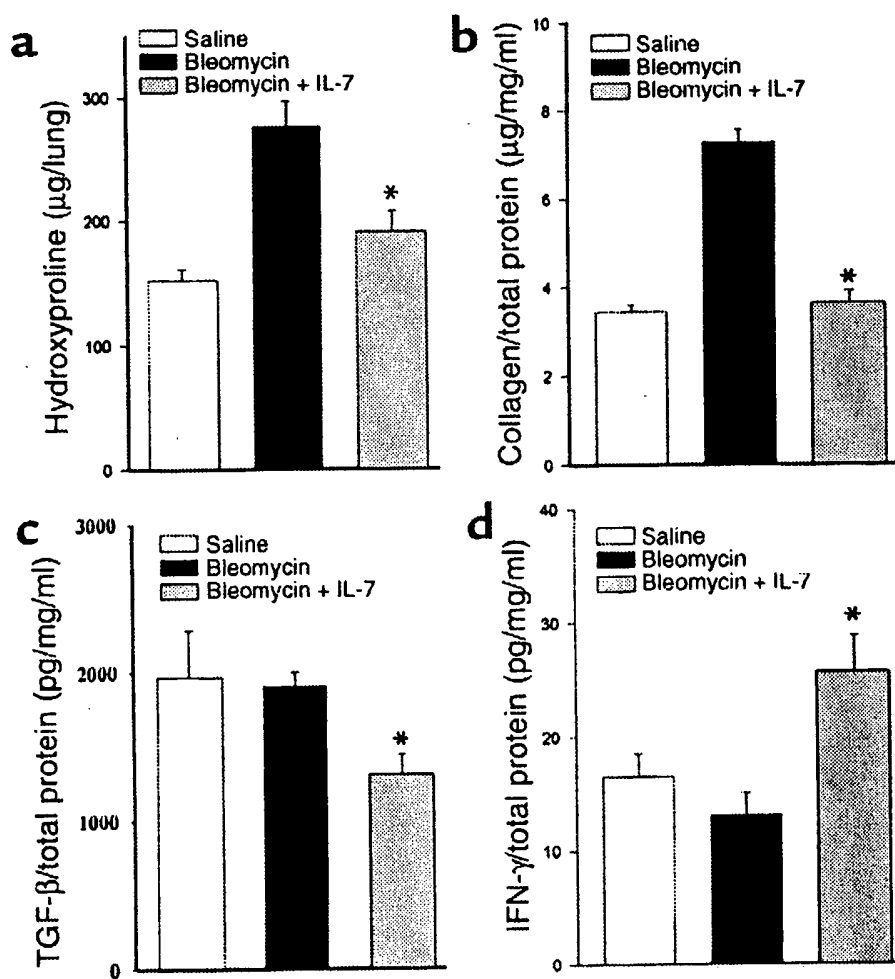 a
Saline
Bleomycin
Bleomycin + IL-7
Hydroxyproline (µg/lung)
300
200
100
0
*
b
Saline
Bleomycin
Bleomycin + IL-7
Collagen/total protein (µg/mg/ml)
10
8
6
4
2
0
*
c
Saline
Bleomycin
Bleomycin + IL-7
TGF-β/total protein (pg/mg/ml)
3000
2000
1000
0
*
d
Saline
Bleomycin
Bleomycin + IL-7
IFN-γ/total protein (pg/mg/ml)
40
30
20
10
0
*